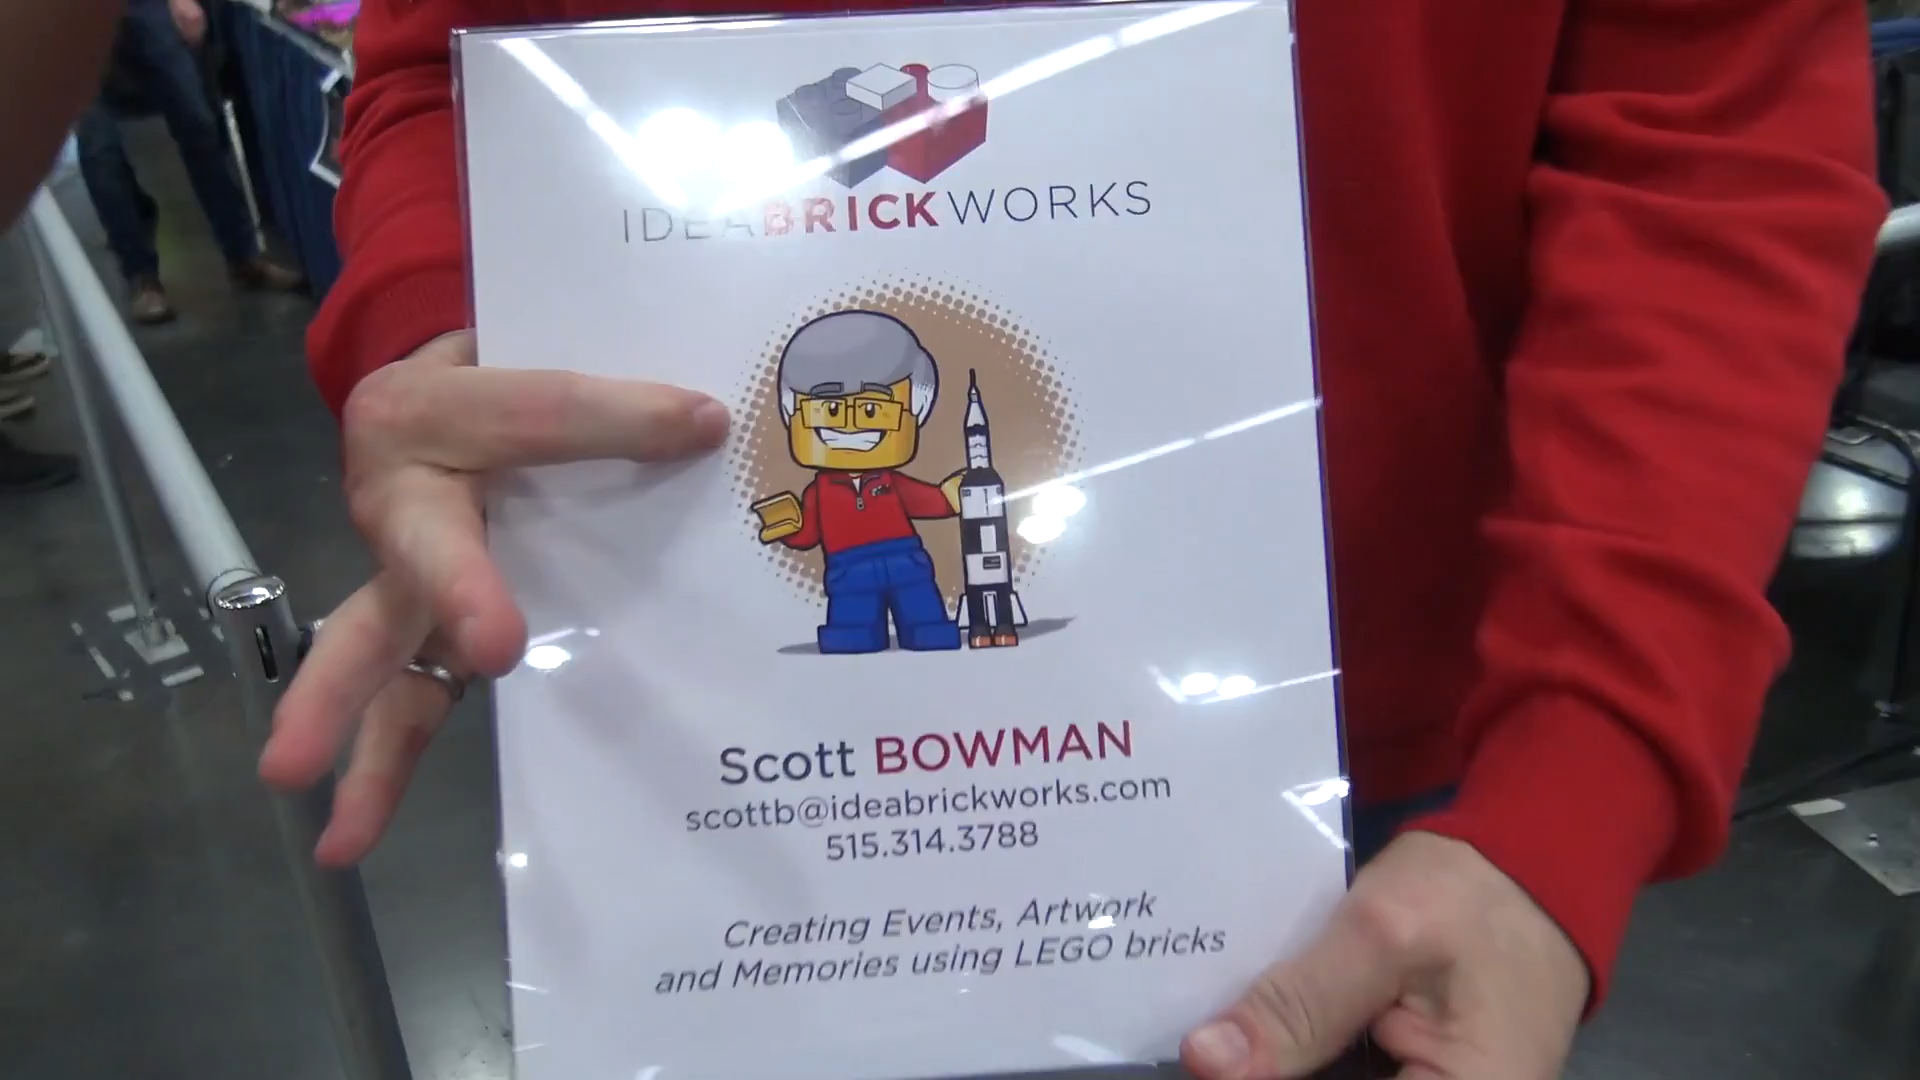 IDEABRICKWORKS
Scott BOWMAN
scottb@ideabrickworks.com
515.314.3788
Creating Events, Artwork
and Memories using LEGO bricks